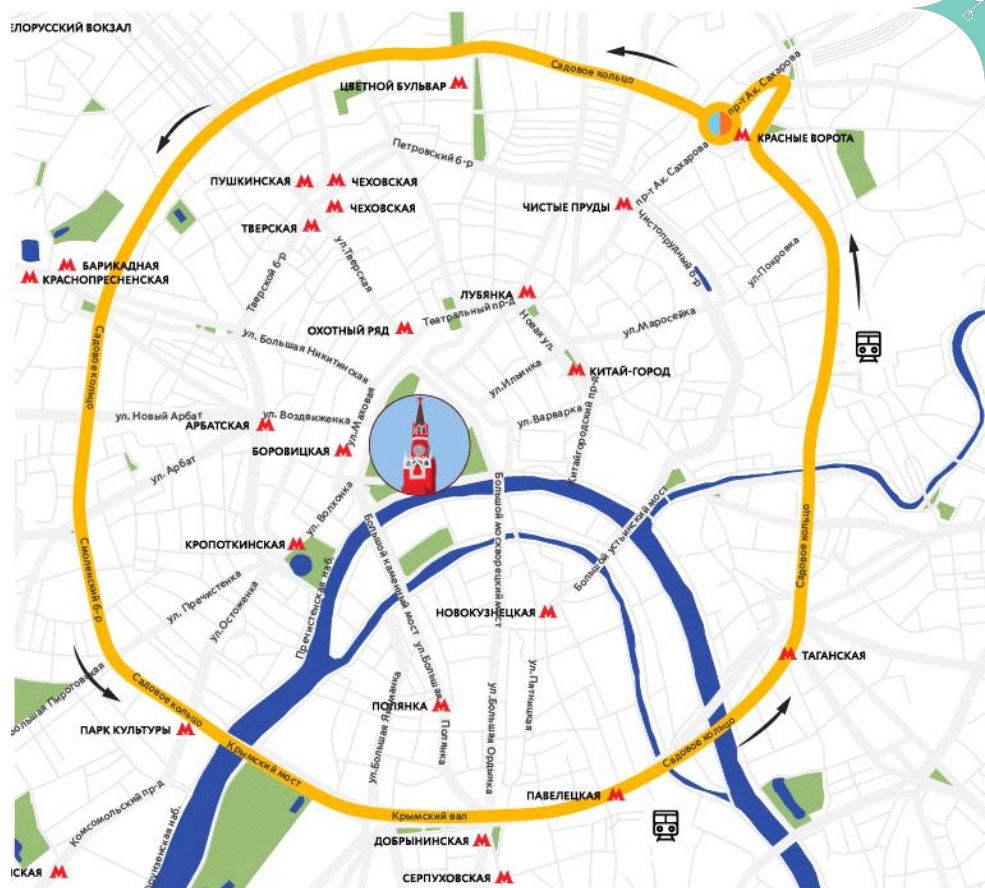 ЕЛОРУССКИЙ ВОКЗАЛ
Садовое кольцо
пр-т Ак. Сахарова
ЦВЕТНОЙ БУЛЬВАР
КРАСНЫЕ ВОРОТА
Петровский б-р
пр-т Ак. Сахарова
ПУШКИНСКАЯ
ЧЕХОВСКАЯ
ЧЕХОВСКАЯ
ЧИСТЫЕ ПРУДЫ
ТВЕРСКАЯ
Чистопрудный б-р
ул.Тверская
Тверской б-р
ул.Покровка
БАРИКАДНАЯ
КРАСНОПРЕСНЕНСКАЯ
ЛУБЯНКА
Театральный пр-д
Новая ул.
ул.Маросейка
ОХОТНЫЙ РЯД
ул. Большая Никитинская
Садовое кольцо
КИТАЙ-ГОРОД
ул.Ильинка
ул. Новый Арбат
ул. Воздвиженка
ул.Моховая
ул.Варварка
Китайгородский пр-д
АРБАТСКАЯ
БОРОВИЦКАЯ
ул. Арбат
ул. Волхонка
Большой каменный мост
Большой москворецкий мост
Большой устьинский мост
Садовое кольцо
КРОПОТКИНСКАЯ
Смоленский б-р
ул. Пречистенка
ул.Остоженка
Пречистенская наб.
НОВОКУЗНЕЦКАЯ
ТАГАНСКАЯ
Большая Пироговская
Садовое кольцо
ул.Большая
Полянка
ПОЛЯНКА
ул.Большая Якиманка
ул.Большая Ордынка
ул.Пятницкая
ПАРК КУЛЬТУРЫ
Крымский мост
Садовое кольцо
ПАВЕЛЕЦКАЯ
Комсомольский пр-д
Крымский вал
рунзенская наб.
ДОБРЫНИНСКАЯ
СКАЯ
СЕРПУХОВСКАЯ